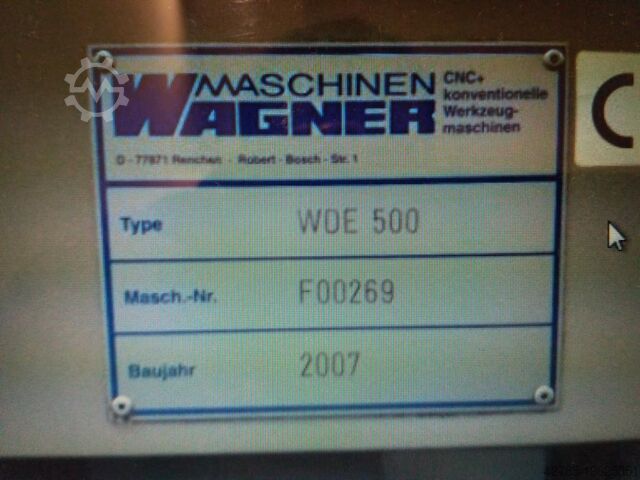 MASCHINEN
WAGNER
CNC+
konventionelle
Werkzeug-
maschinen
D - 77871 Renchen - Robert - Bosch - Str. 1
Type WDE 500
Masch.-Nr. F00269
Baujahr 2007